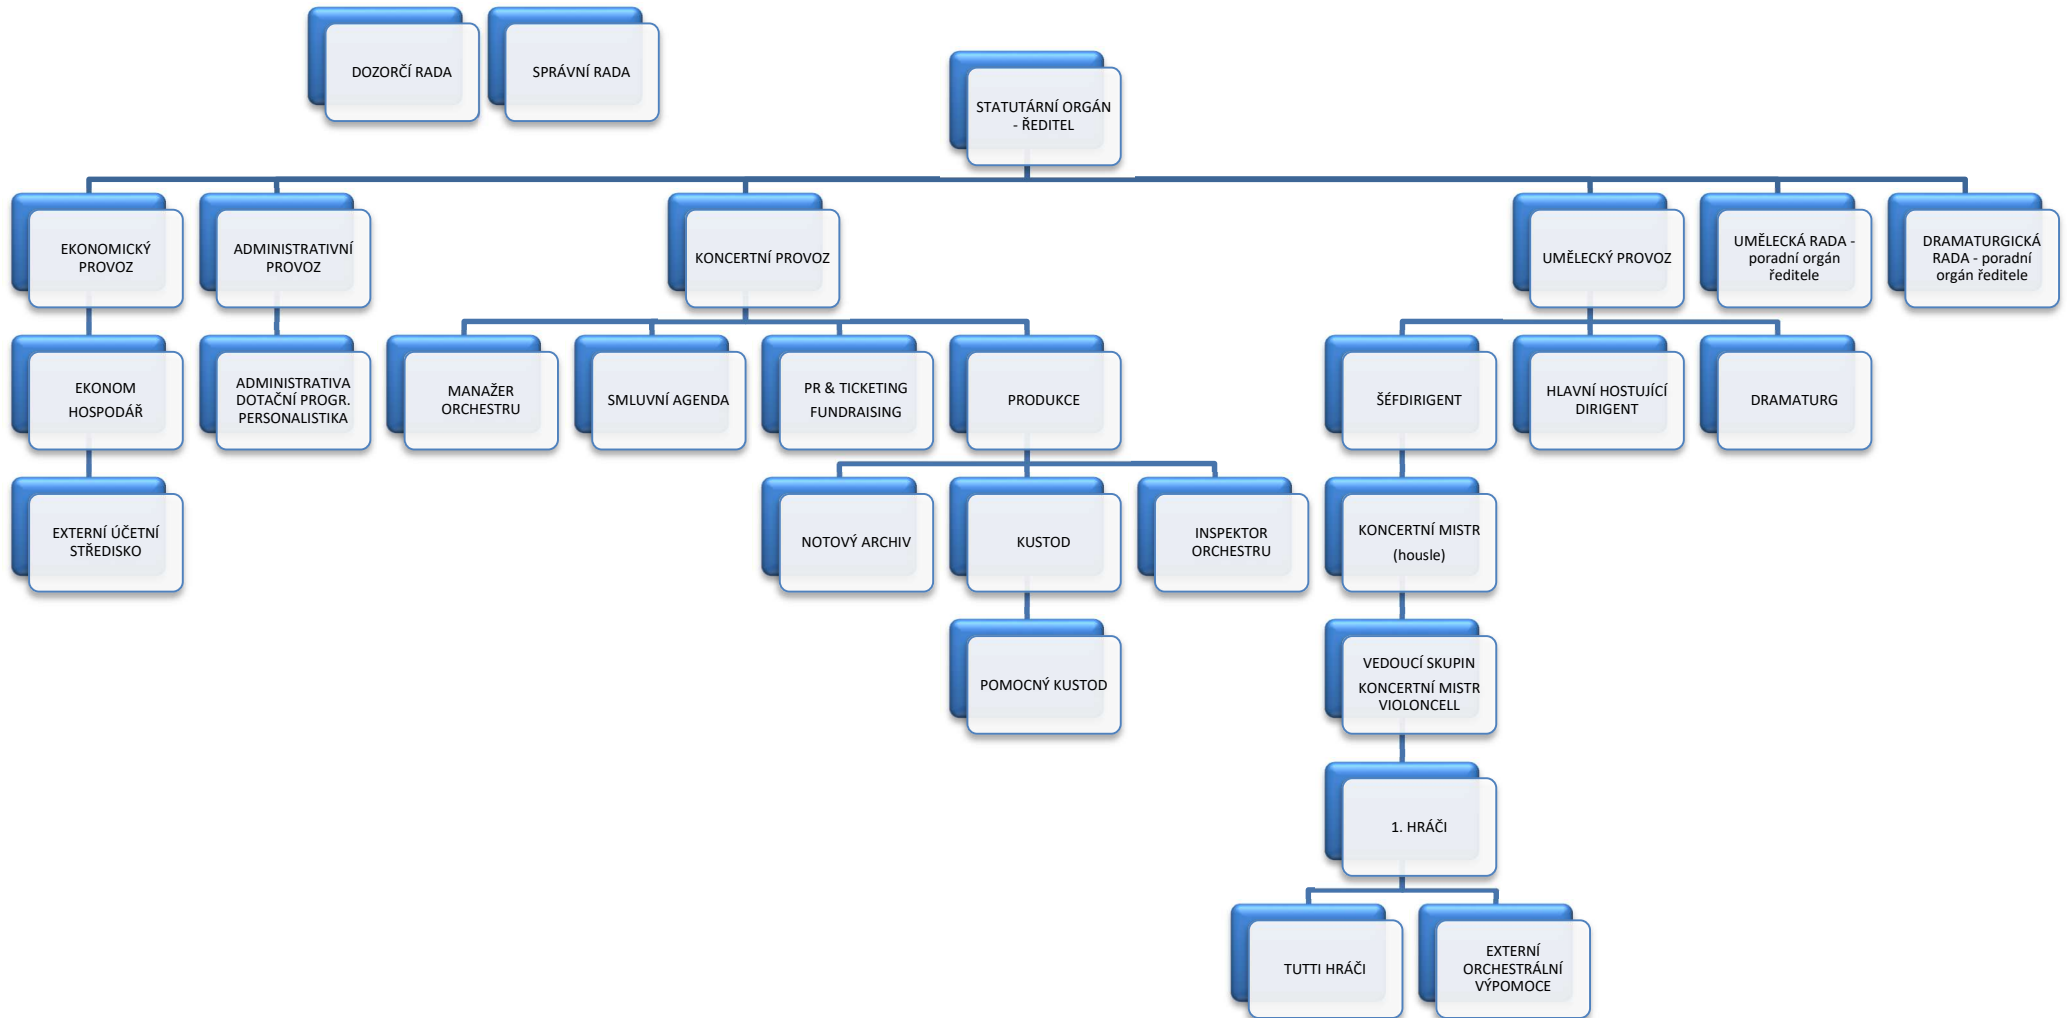 DOZORČÍ RADA
SPRÁVNÍ RADA
STATUTÁRNÍ ORGÁN
- ŘEDITEL
EKONOMICKÝ
PROVOZ
ADMINISTRATIVNÍ
PROVOZ
KONCERTNÍ PROVOZ
UMĚLECKÝ PROVOZ
UMĚLECKÁ RADA -
poradní orgán
ředitele
DRAMATURGICKÁ
RADA - poradní
orgán ředitele
EKONOM
HOSPODÁŘ
ADMINISTRATIVA
DOTAČNÍ PROGR.
PERSONALISTIKA
MANAŽER
ORCHESTRU
SMLUVNÍ AGENDA
PR & TICKETING
FUNDRAISING
PRODUKCE
ŠÉFDIRIGENT
HLAVNÍ HOSTUJÍCÍ
DIRIGENT
DRAMATURG
EXTERNÍ ÚČETNÍ
STŘEDISKO
NOTOVÝ ARCHIV
KUSTOD
INSPEKTOR
ORCHESTRU
KONCERTNÍ MISTR
(housle)
POMOCNÝ KUSTOD
VEDOUCÍ SKUPIN
KONCERTNÍ MISTR
VIOLONCELL
1. HRÁČI
TUTTI HRÁČI
EXTERNÍ
ORCHESTRÁLNÍ
VÝPOMOCE